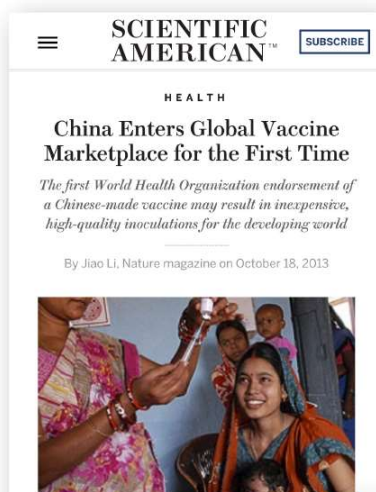 SCIENTIFIC
AMERICAN™
SUBSCRIBE
HEALTH
China Enters Global Vaccine
Marketplace for the First Time
The first World Health Organization endorsement of
a Chinese-made vaccine may result in inexpensive,
high-quality inoculations for the developing world
By Jiao Li, Nature magazine on October 18, 2013